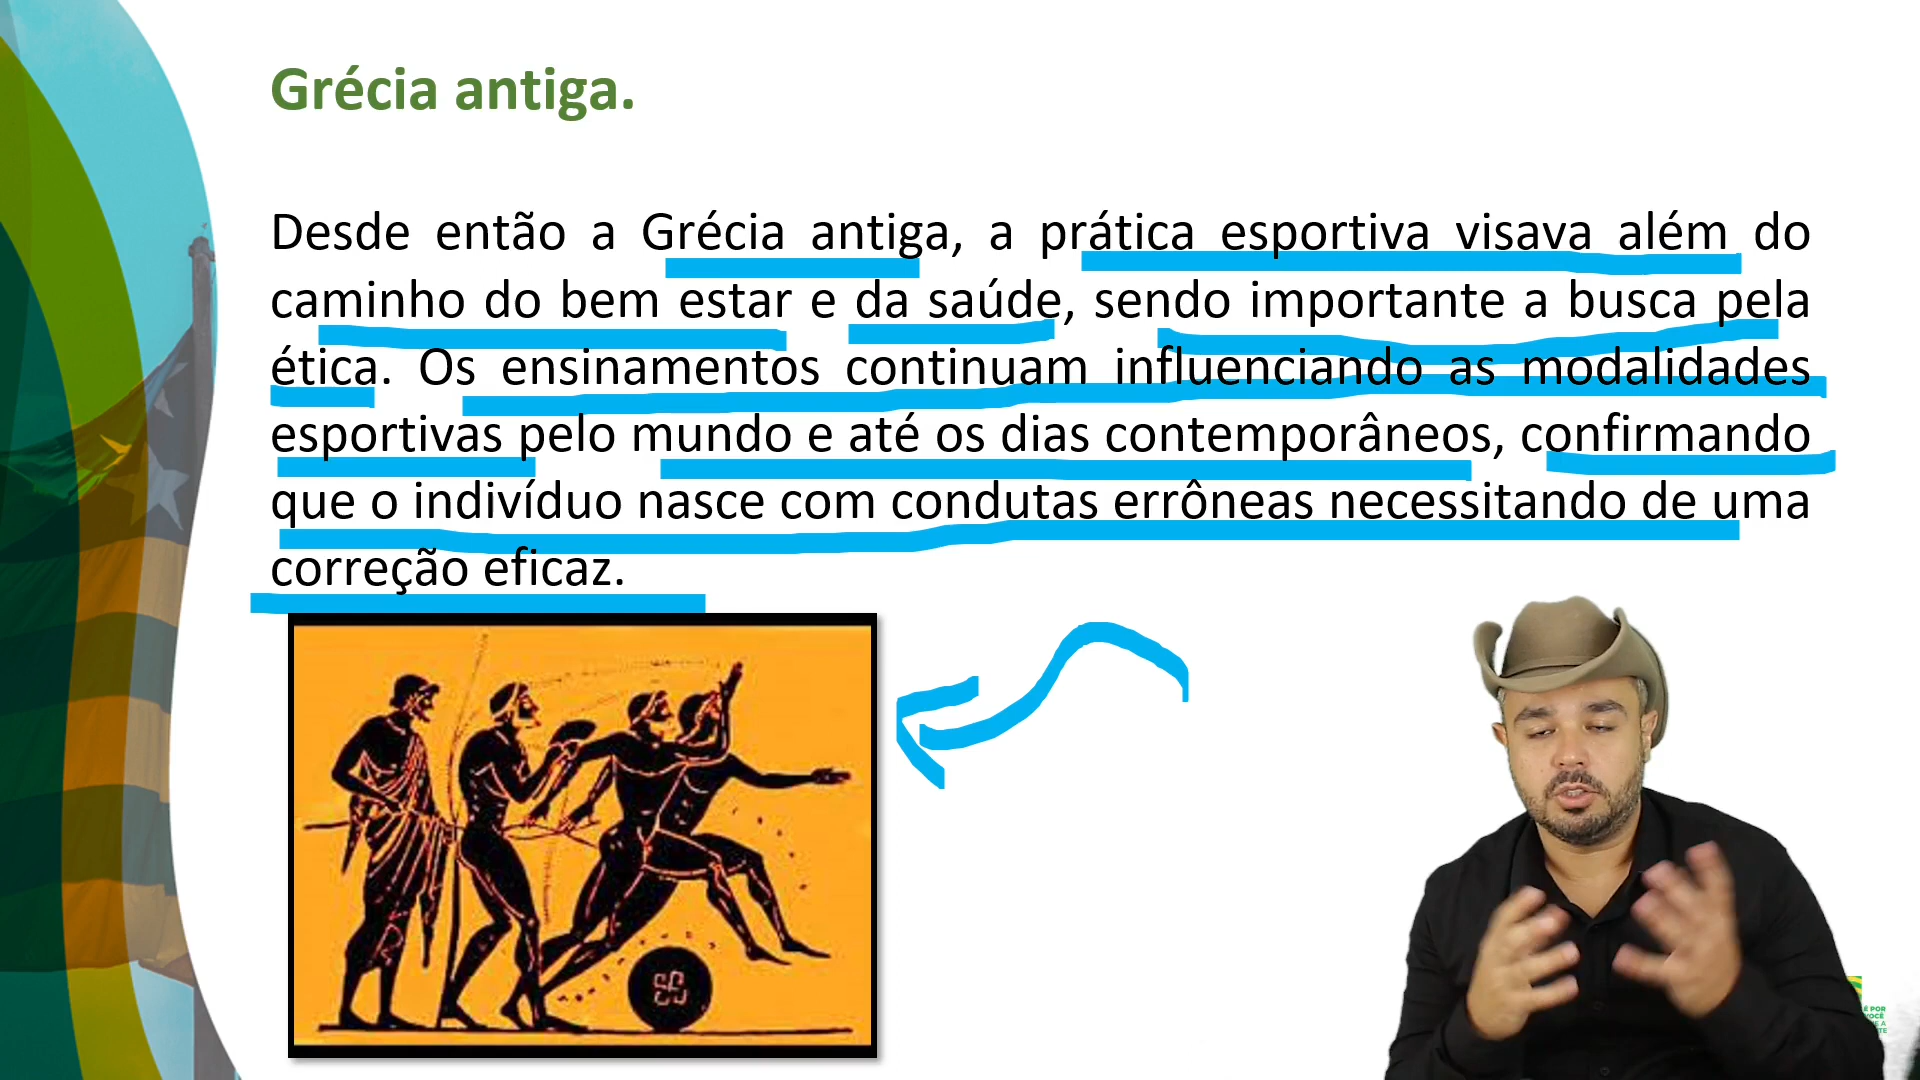 Grécia antiga.
Desde então a Grécia antiga, a prática esportiva visava além do
caminho do bem estar e da saúde, sendo importante a busca pela
ética. Os ensinamentos continuam influenciando as modalidades
esportivas pelo mundo e até os dias contemporâneos, confirmando
que o indivíduo nasce com condutas errôneas necessitando de uma
correção eficaz.
É POR
VOCÊ